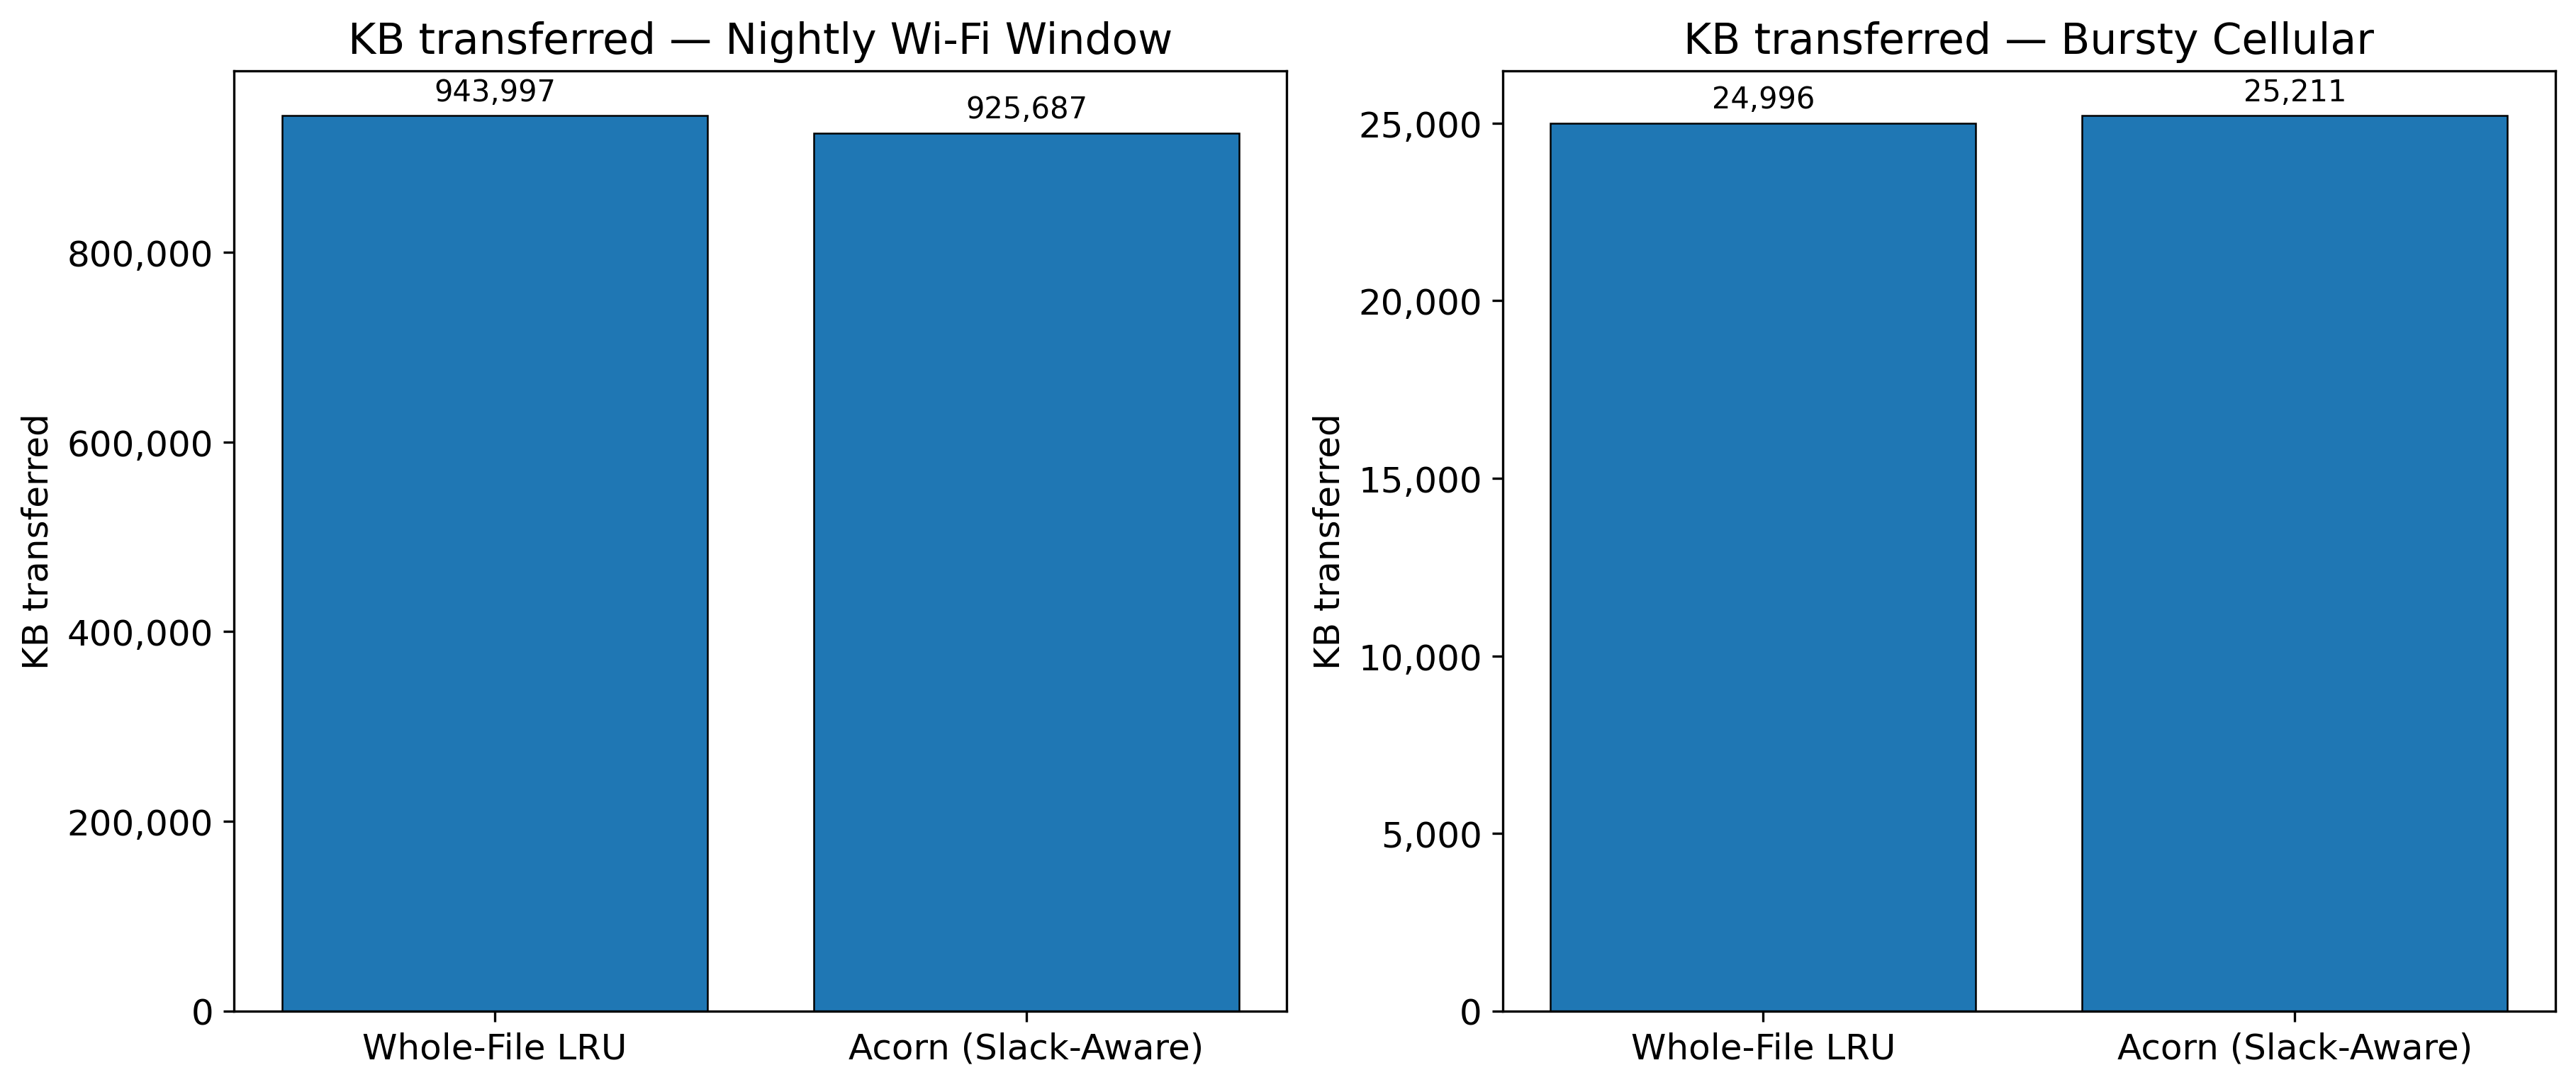 KB transferred — Nightly Wi-Fi Window
943,997
925,687
800,000
600,000
400,000
200,000
0
KB transferred
Whole-File LRU
Acorn (Slack-Aware)
KB transferred — Bursty Cellular
24,996
25,211
25,000
20,000
15,000
10,000
5,000
0
KB transferred
Whole-File LRU
Acorn (Slack-Aware)